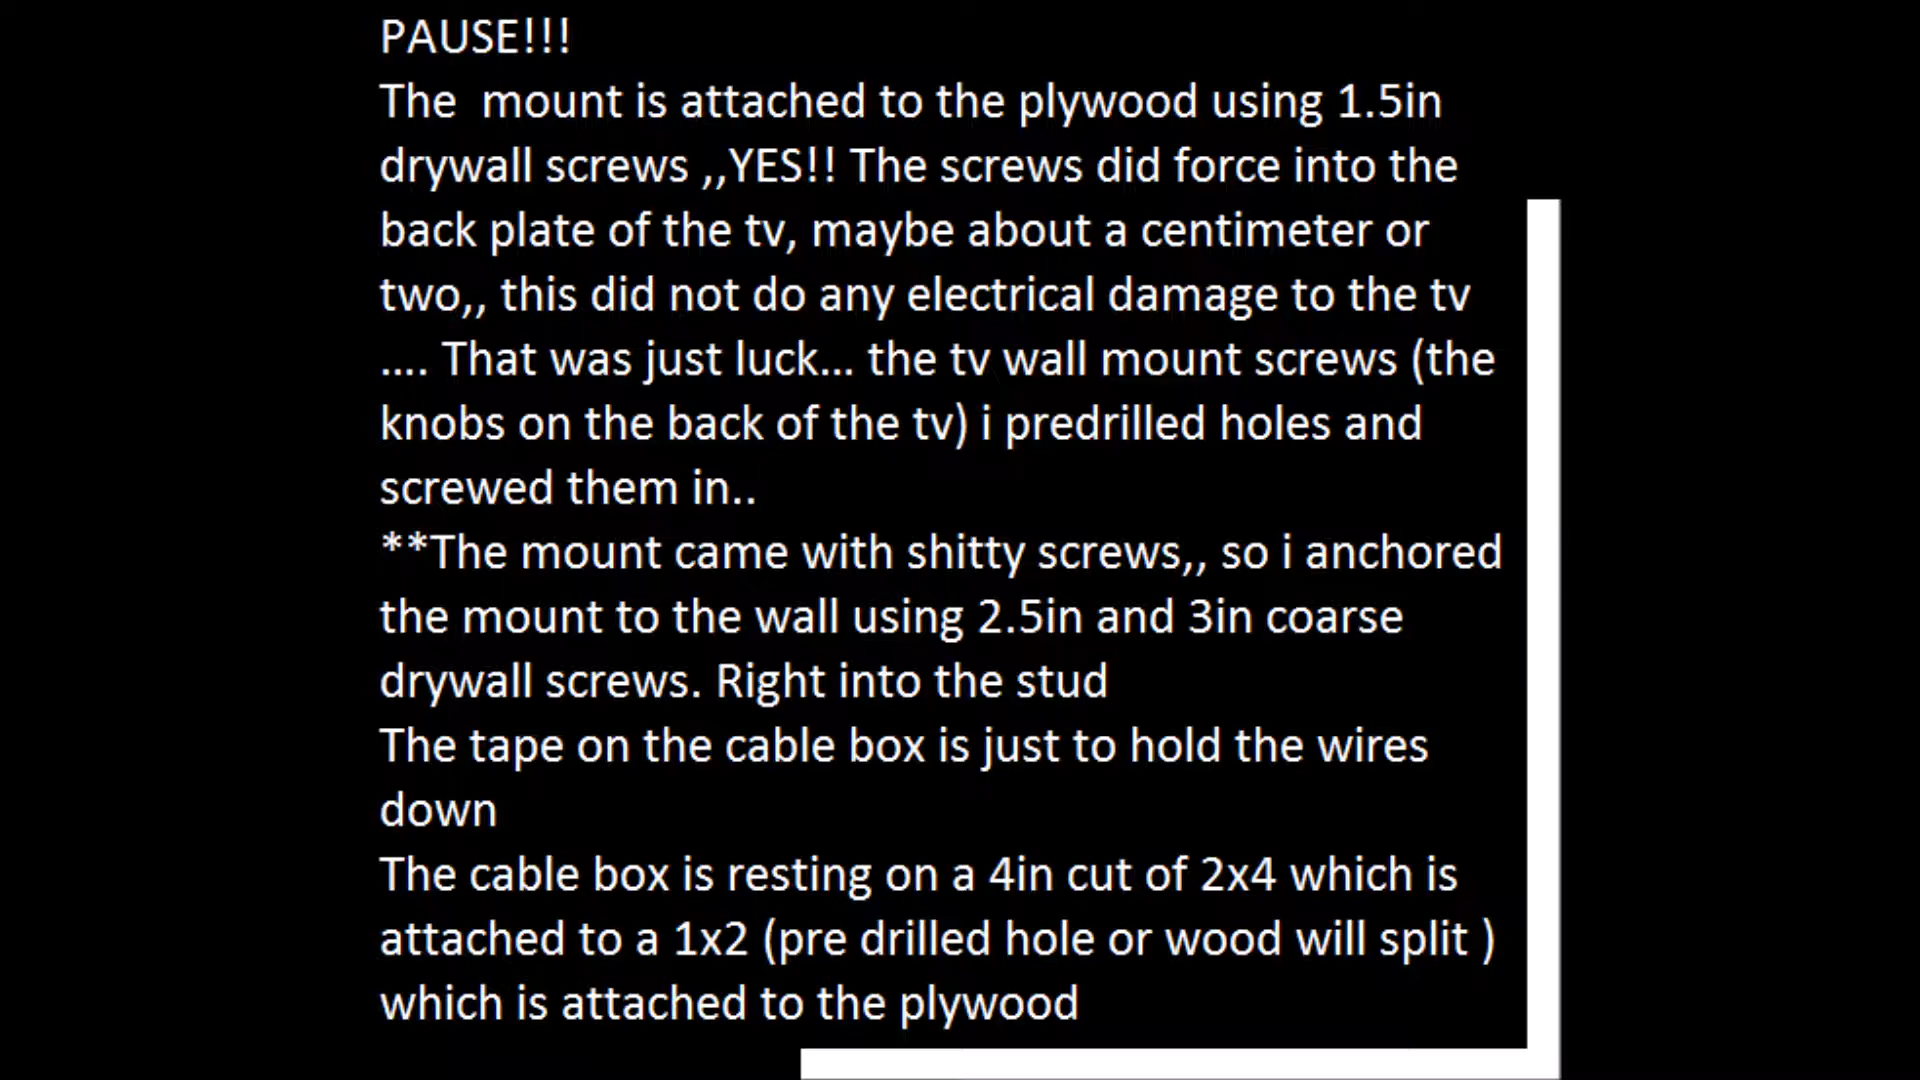 PAUSE!!!
The  mount is attached to the plywood using 1.5in
drywall screws ,,YES!! The screws did force into the
back plate of the tv, maybe about a centimeter or
two,, this did not do any electrical damage to the tv
.... That was just luck... the tv wall mount screws (the
knobs on the back of the tv) i predrilled holes and
screwed them in..
**The mount came with shitty screws,, so i anchored
the mount to the wall using 2.5in and 3in coarse
drywall screws. Right into the stud
The tape on the cable box is just to hold the wires
down
The cable box is resting on a 4in cut of 2x4 which is
attached to a 1x2 (pre drilled hole or wood will split )
which is attached to the plywood